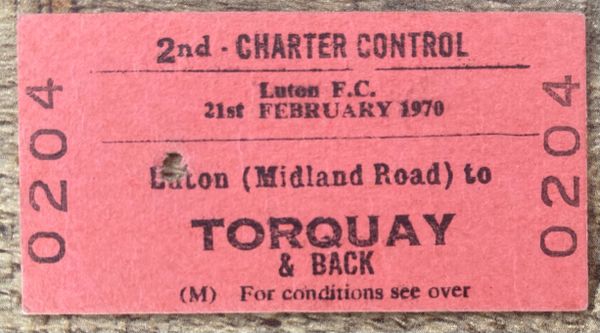 2nd - CHARTER CONTROL
Luton F.C.
21st FEBRUARY 1970
Luton (Midland Road) to
TORQUAY
& BACK
(M) For conditions see over
0204
0204